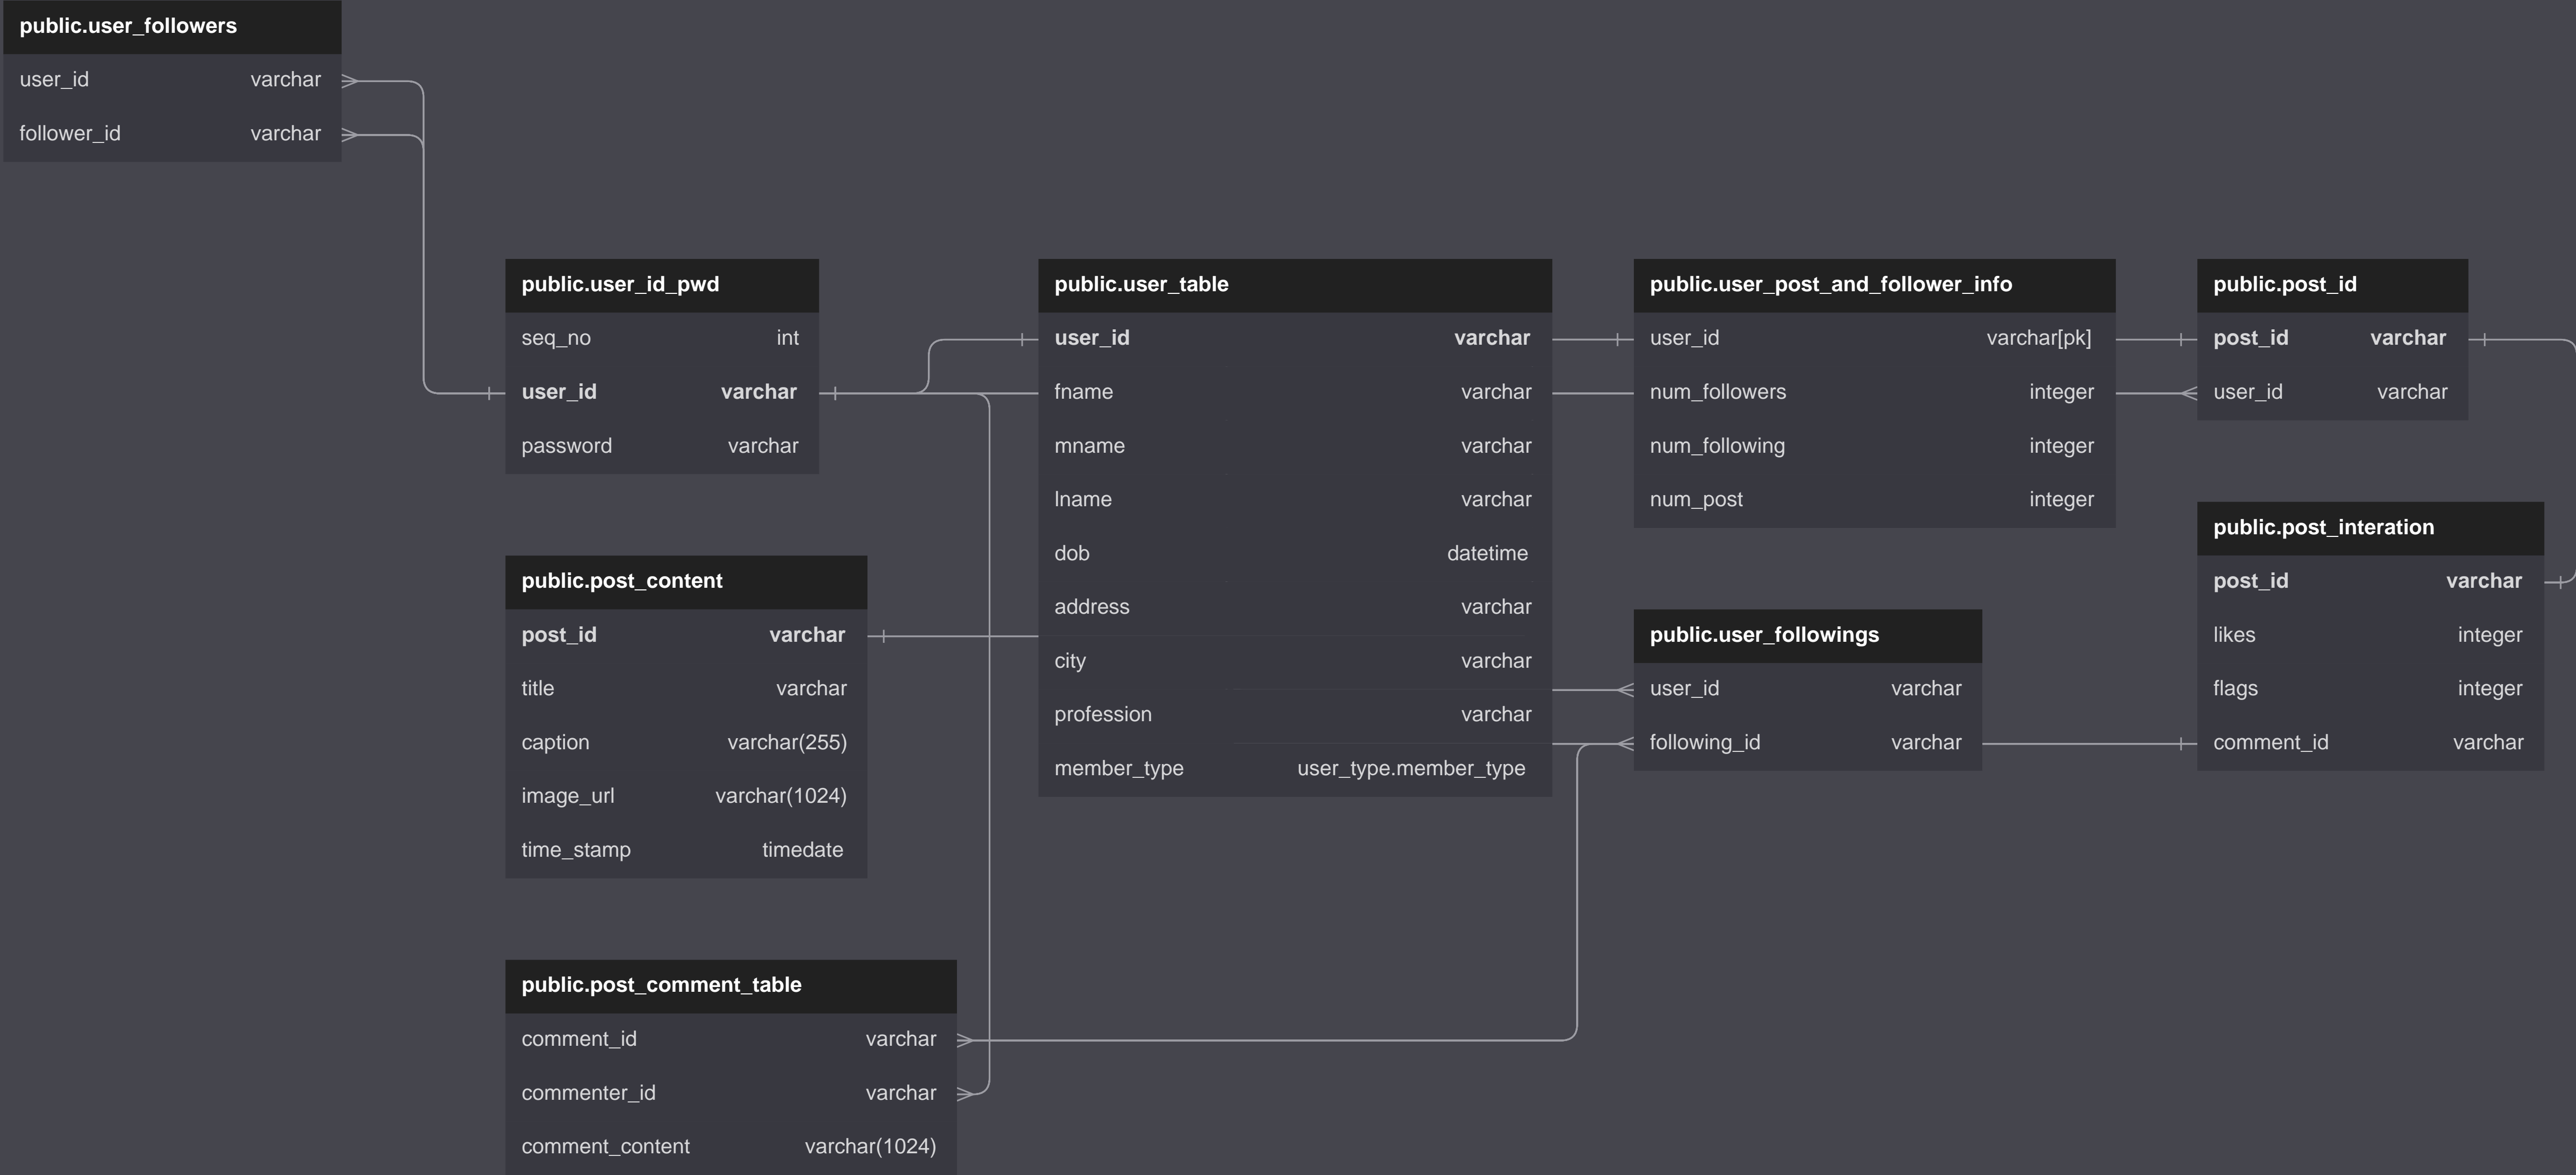 public.user_followers
user_id varchar
follower_id varchar
public.user_id_pwd
seq_no int
user_id varchar
password varchar
public.user_table
user_id varchar
fname varchar
mname varchar
lname varchar
dob datetime
address varchar
city varchar
profession varchar
member_type user_type.member_type
public.user_post_and_follower_info
user_id varchar[pk]
num_followers integer
num_following integer
num_post integer
public.post_id
post_id varchar
user_id varchar
public.post_interation
post_id varchar
likes integer
flags integer
comment_id varchar
public.post_content
post_id varchar
title varchar
caption varchar(255)
image_url varchar(1024)
time_stamp timedate
public.user_followings
user_id varchar
following_id varchar
public.post_comment_table
comment_id varchar
commenter_id varchar
comment_content varchar(1024)